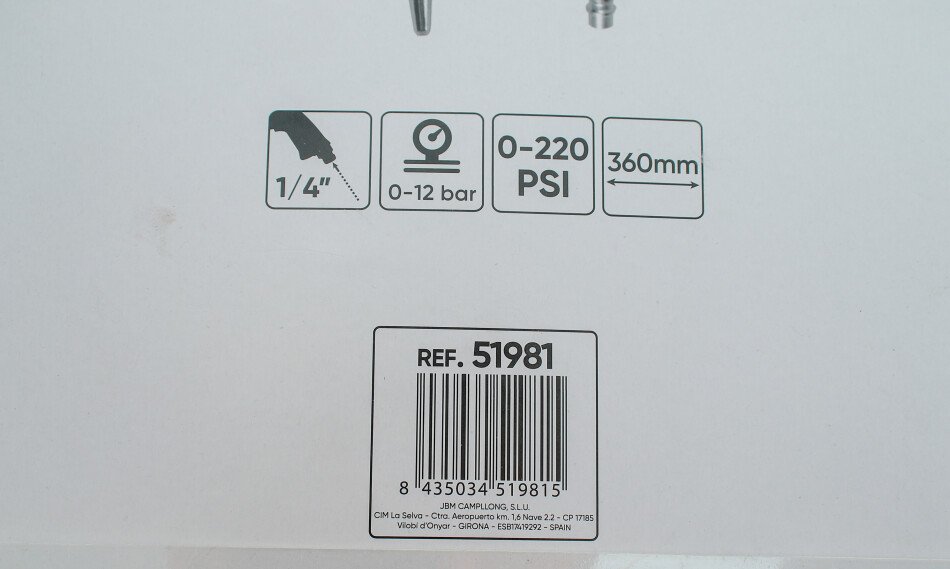 1/4"
0-12 bar
0-220
PSI
360mm
REF. 51981
8 435034 519815
JBM CAMPLLONG, S.L.U.
CIM La Selva - Ctra. Aeropuerto km. 1,6 Nave 2.2 - CP 17185
Vilobí d'Onyar - GIRONA - ESB17419292 - SPAIN